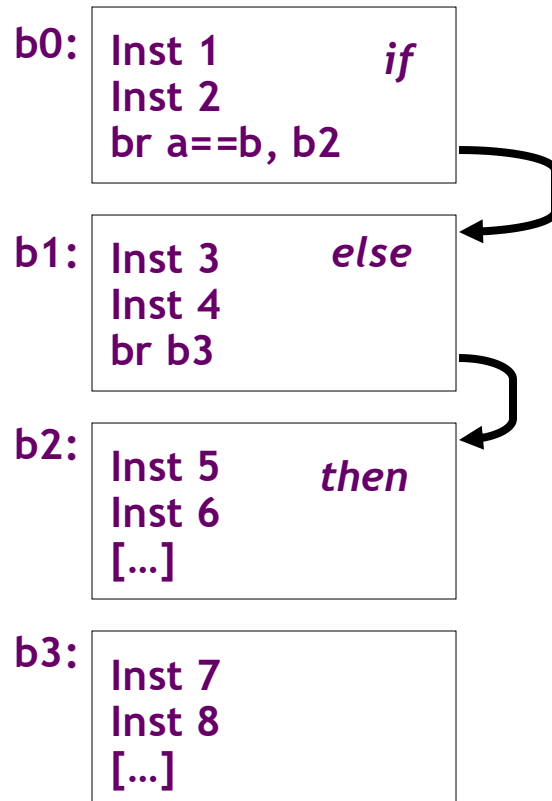 b0: Inst 1 if
Inst 2
br a==b, b2
b1: Inst 3 else
Inst 4
br b3
b2: Inst 5 then
Inst 6
[…]
b3: Inst 7
Inst 8
[…]